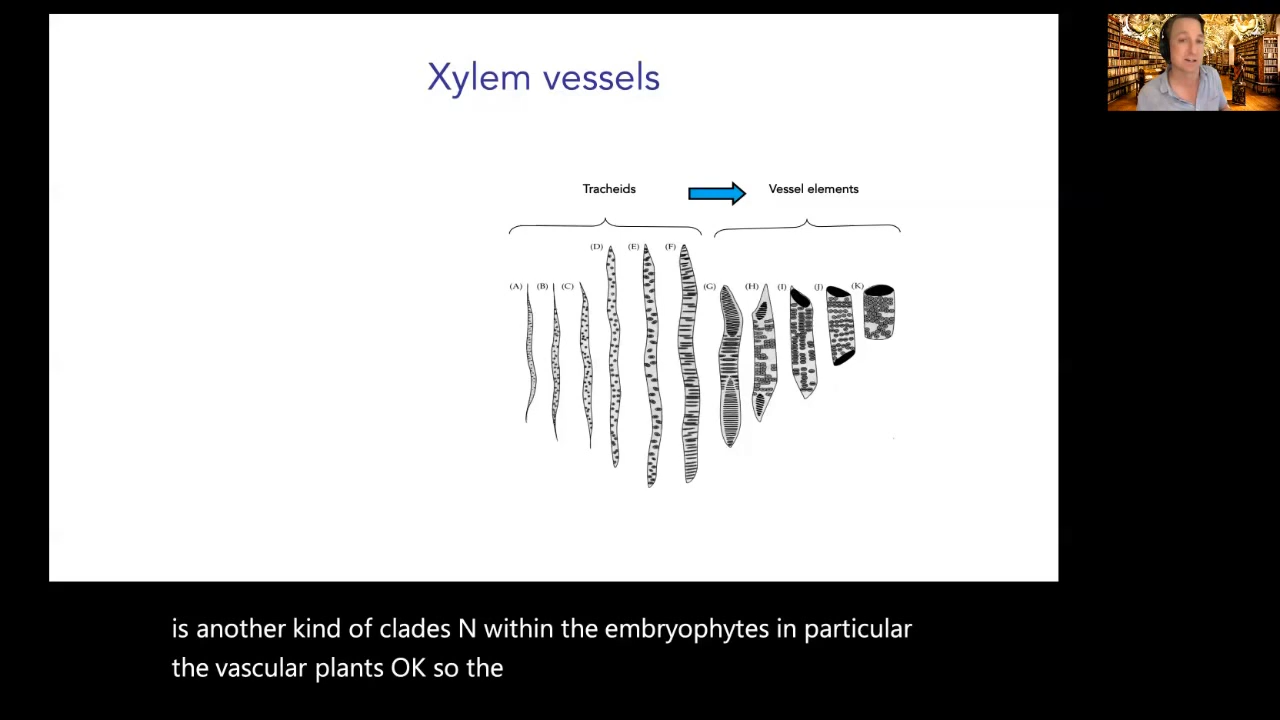 Xylem vessels
Tracheids
Vessel elements
(D) (E) (F)
(A) (B) (C) (G) (H) (I) (J) (K)
is another kind of clades N within the embryophytes in particular
the vascular plants OK so the